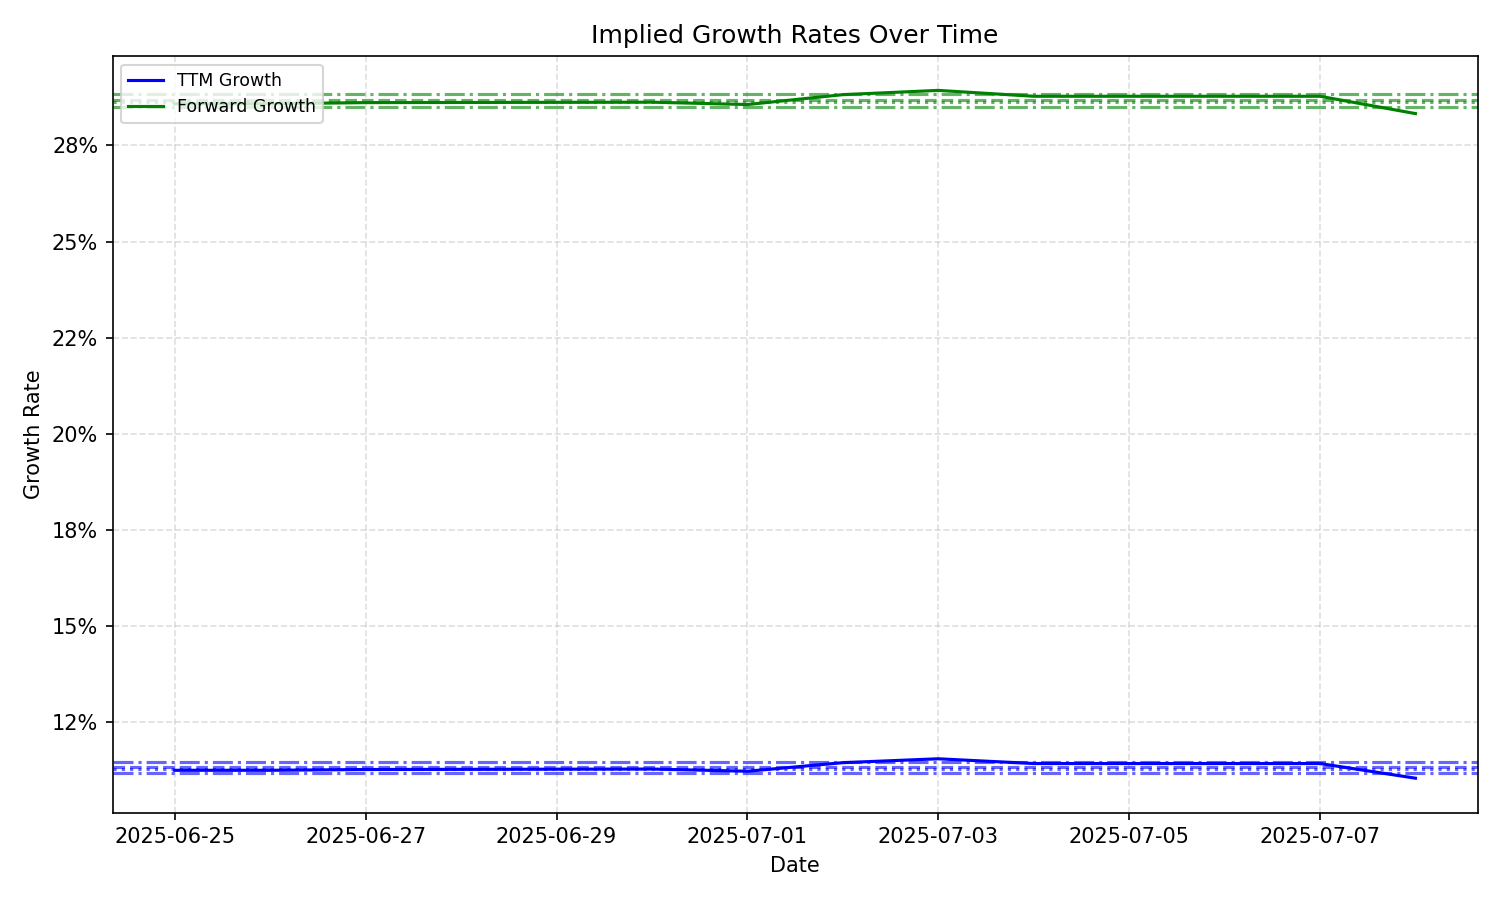 Implied Growth Rates Over Time
TTM Growth
Forward Growth
28%
25%
22%
20%
18%
15%
12%
Growth Rate
2025-06-25
2025-06-27
2025-06-29
2025-07-01
2025-07-03
2025-07-05
2025-07-07
Date